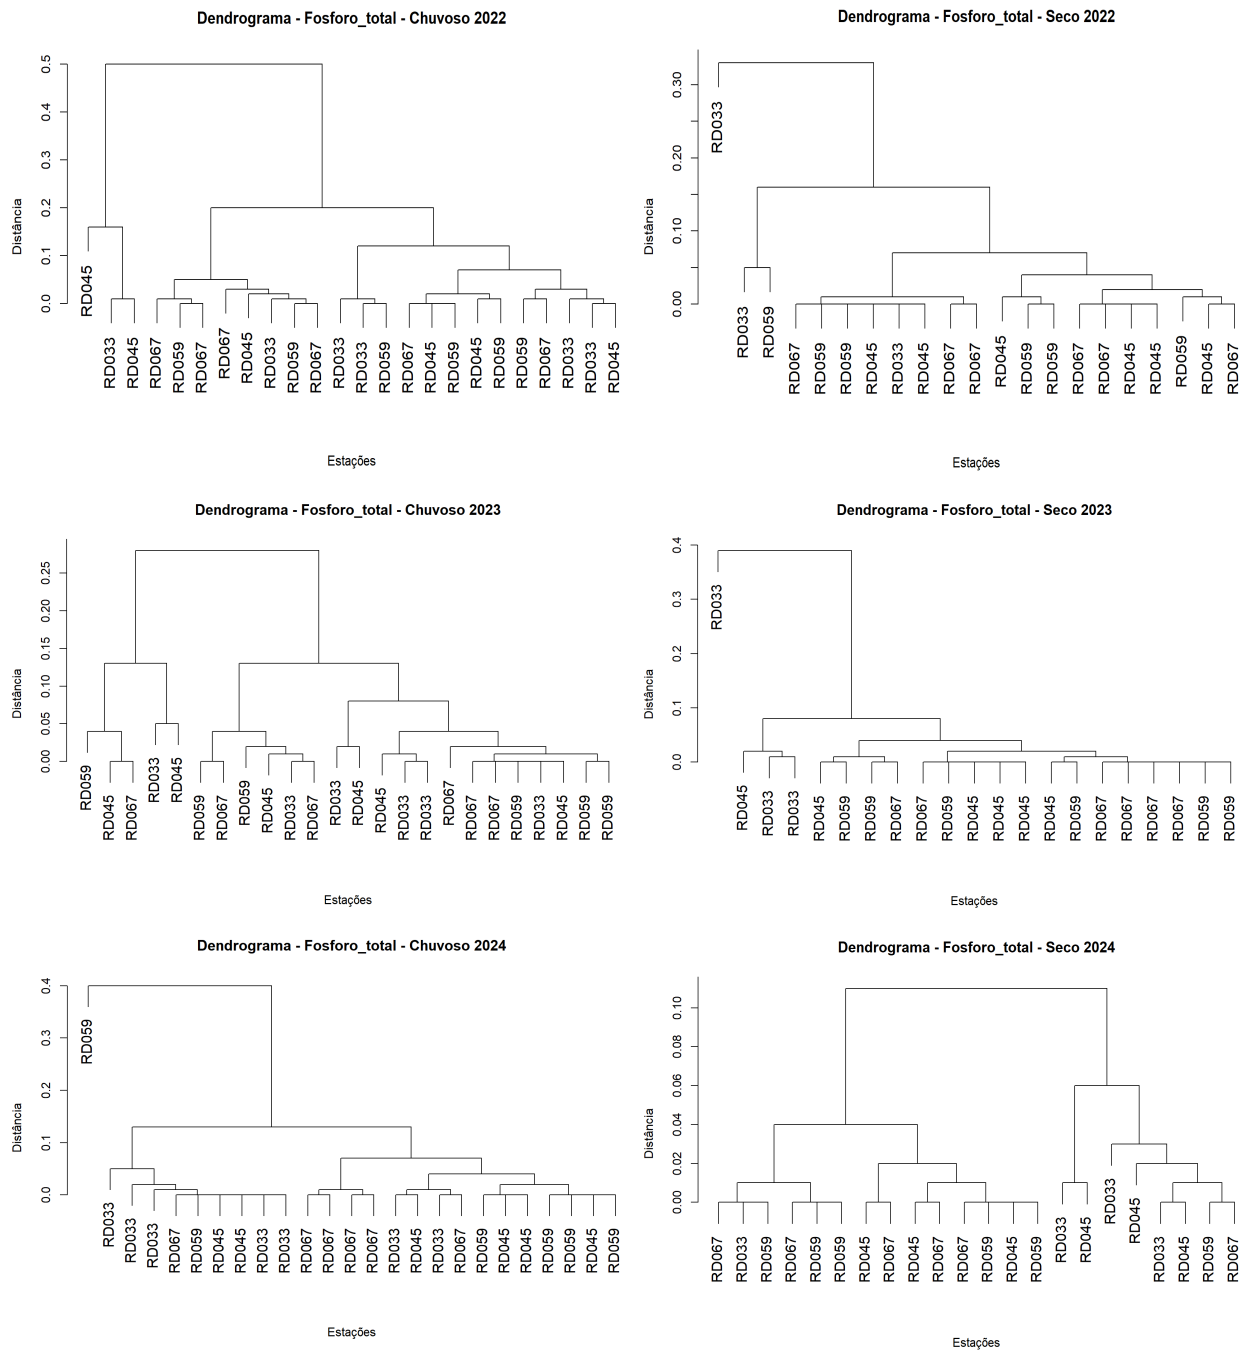 Dendrograma - Fosforo_total - Chuvoso 2022
Distância
0.5
0.4
0.3
0.2
0.1
0.0
RD045
RD033
RD045
RD067
RD059
RD067
RD067
RD045
RD033
RD059
RD067
RD033
RD059
RD059
RD067
RD045
RD059
RD045
RD059
RD059
RD067
RD033
RD033
RD045
Estações
Dendrograma - Fosforo_total - Seco 2022
Distância
0.30
0.20
0.10
0.00
RD033
RD033
RD059
RD067
RD059
RD059
RD045
RD033
RD045
RD067
RD067
RD045
RD059
RD059
RD067
RD067
RD045
RD045
RD059
RD045
RD067
Estações
Dendrograma - Fosforo_total - Chuvoso 2023
Distância
0.25
0.20
0.15
0.10
0.05
0.00
RD059
RD045
RD067
RD033
RD045
RD059
RD067
RD059
RD045
RD033
RD067
RD033
RD045
RD045
RD033
RD033
RD067
RD067
RD067
RD059
RD033
RD045
RD059
RD059
Estações
Dendrograma - Fosforo_total - Seco 2023
Distância
0.4
0.3
0.2
0.1
0.0
RD033
RD045
RD033
RD033
RD045
RD059
RD059
RD067
RD067
RD059
RD045
RD045
RD045
RD045
RD059
RD067
RD067
RD067
RD067
RD059
RD059
Estações
Dendrograma - Fosforo_total - Chuvoso 2024
Distância
0.4
0.3
0.2
0.1
0.0
RD059
RD033
RD033
RD033
RD067
RD059
RD045
RD045
RD033
RD033
RD067
RD067
RD067
RD067
RD033
RD045
RD033
RD067
RD059
RD045
RD045
RD059
RD059
RD045
RD059
Estações
Dendrograma - Fosforo_total - Seco 2024
Distância
0.10
0.08
0.06
0.04
0.02
0.00
RD067
RD033
RD059
RD067
RD059
RD059
RD045
RD067
RD045
RD067
RD067
RD059
RD045
RD059
RD033
RD045
RD033
RD045
RD033
RD045
RD059
RD067
Estações